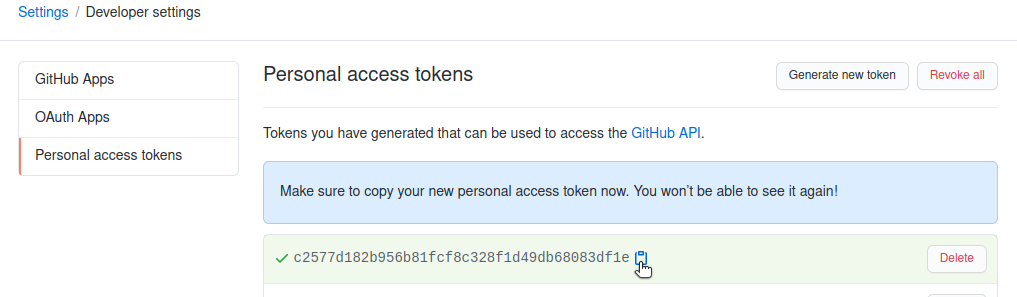 Settings / Developer settings
GitHub Apps
OAuth Apps
Personal access tokens
Personal access tokens
Generate new token
Revoke all
Tokens you have generated that can be used to access the GitHub API.
Make sure to copy your new personal access token now. You won't be able to see it again!
c2577d182b956b81fcf8c328f1d49db68083df1e
Delete